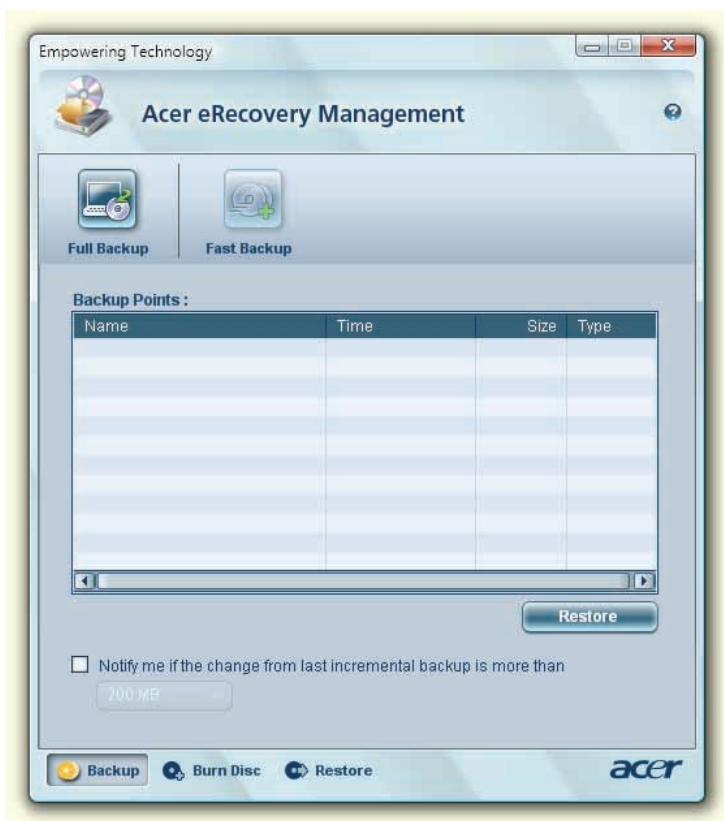 Empowering Technology
Acer eRecovery Management
Full Backup Fast Backup
Backup Points :
Name Time Size Type
Restore
Notify me if the change from last incremental backup is more than
200 MB
Backup Burn Disc Restore acer